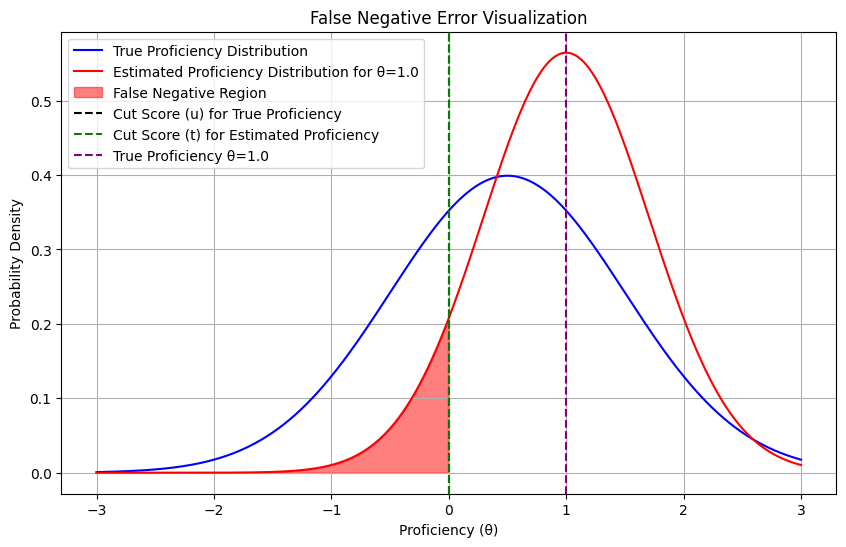 False Negative Error Visualization
True Proficiency Distribution
Estimated Proficiency Distribution for θ=1.0
False Negative Region
Cut Score (u) for True Proficiency
Cut Score (t) for Estimated Proficiency
True Proficiency θ=1.0
Probability Density
0.5
0.4
0.3
0.2
0.1
0.0
−3
−2
−1
0
1
2
3
Proficiency (θ)